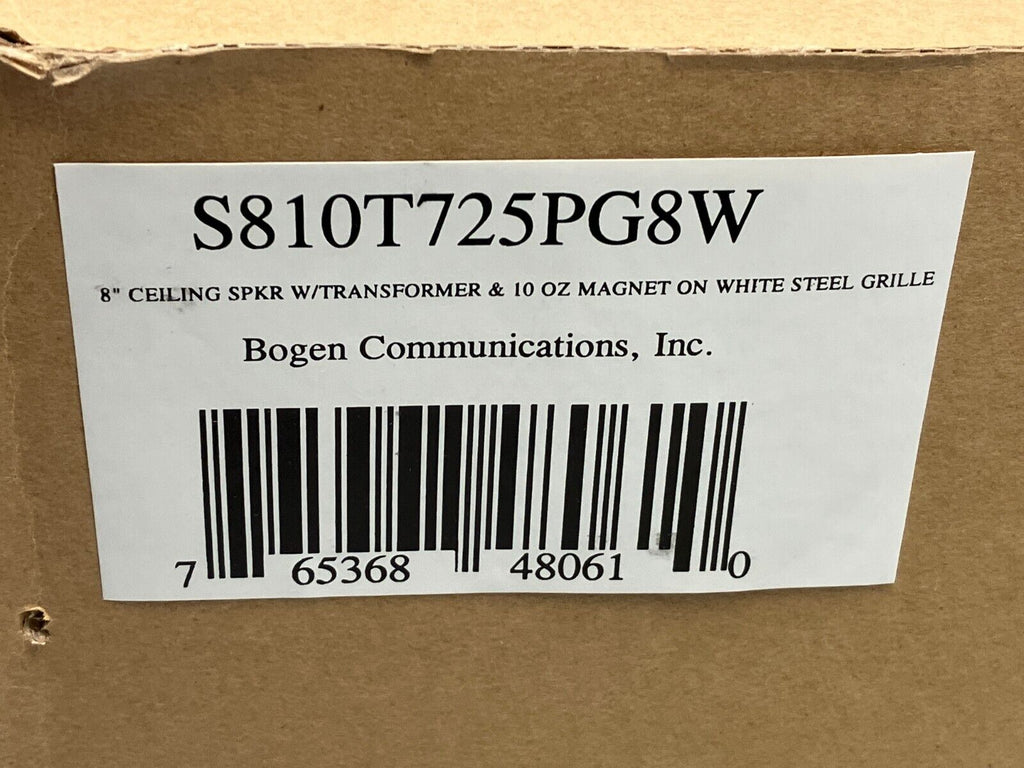 S810T725PG8W
8" CEILING SPKR W/TRANSFORMER & 10 OZ MAGNET ON WHITE STEEL GRILLE
Bogen Communications, Inc.
7 65368 48061 0